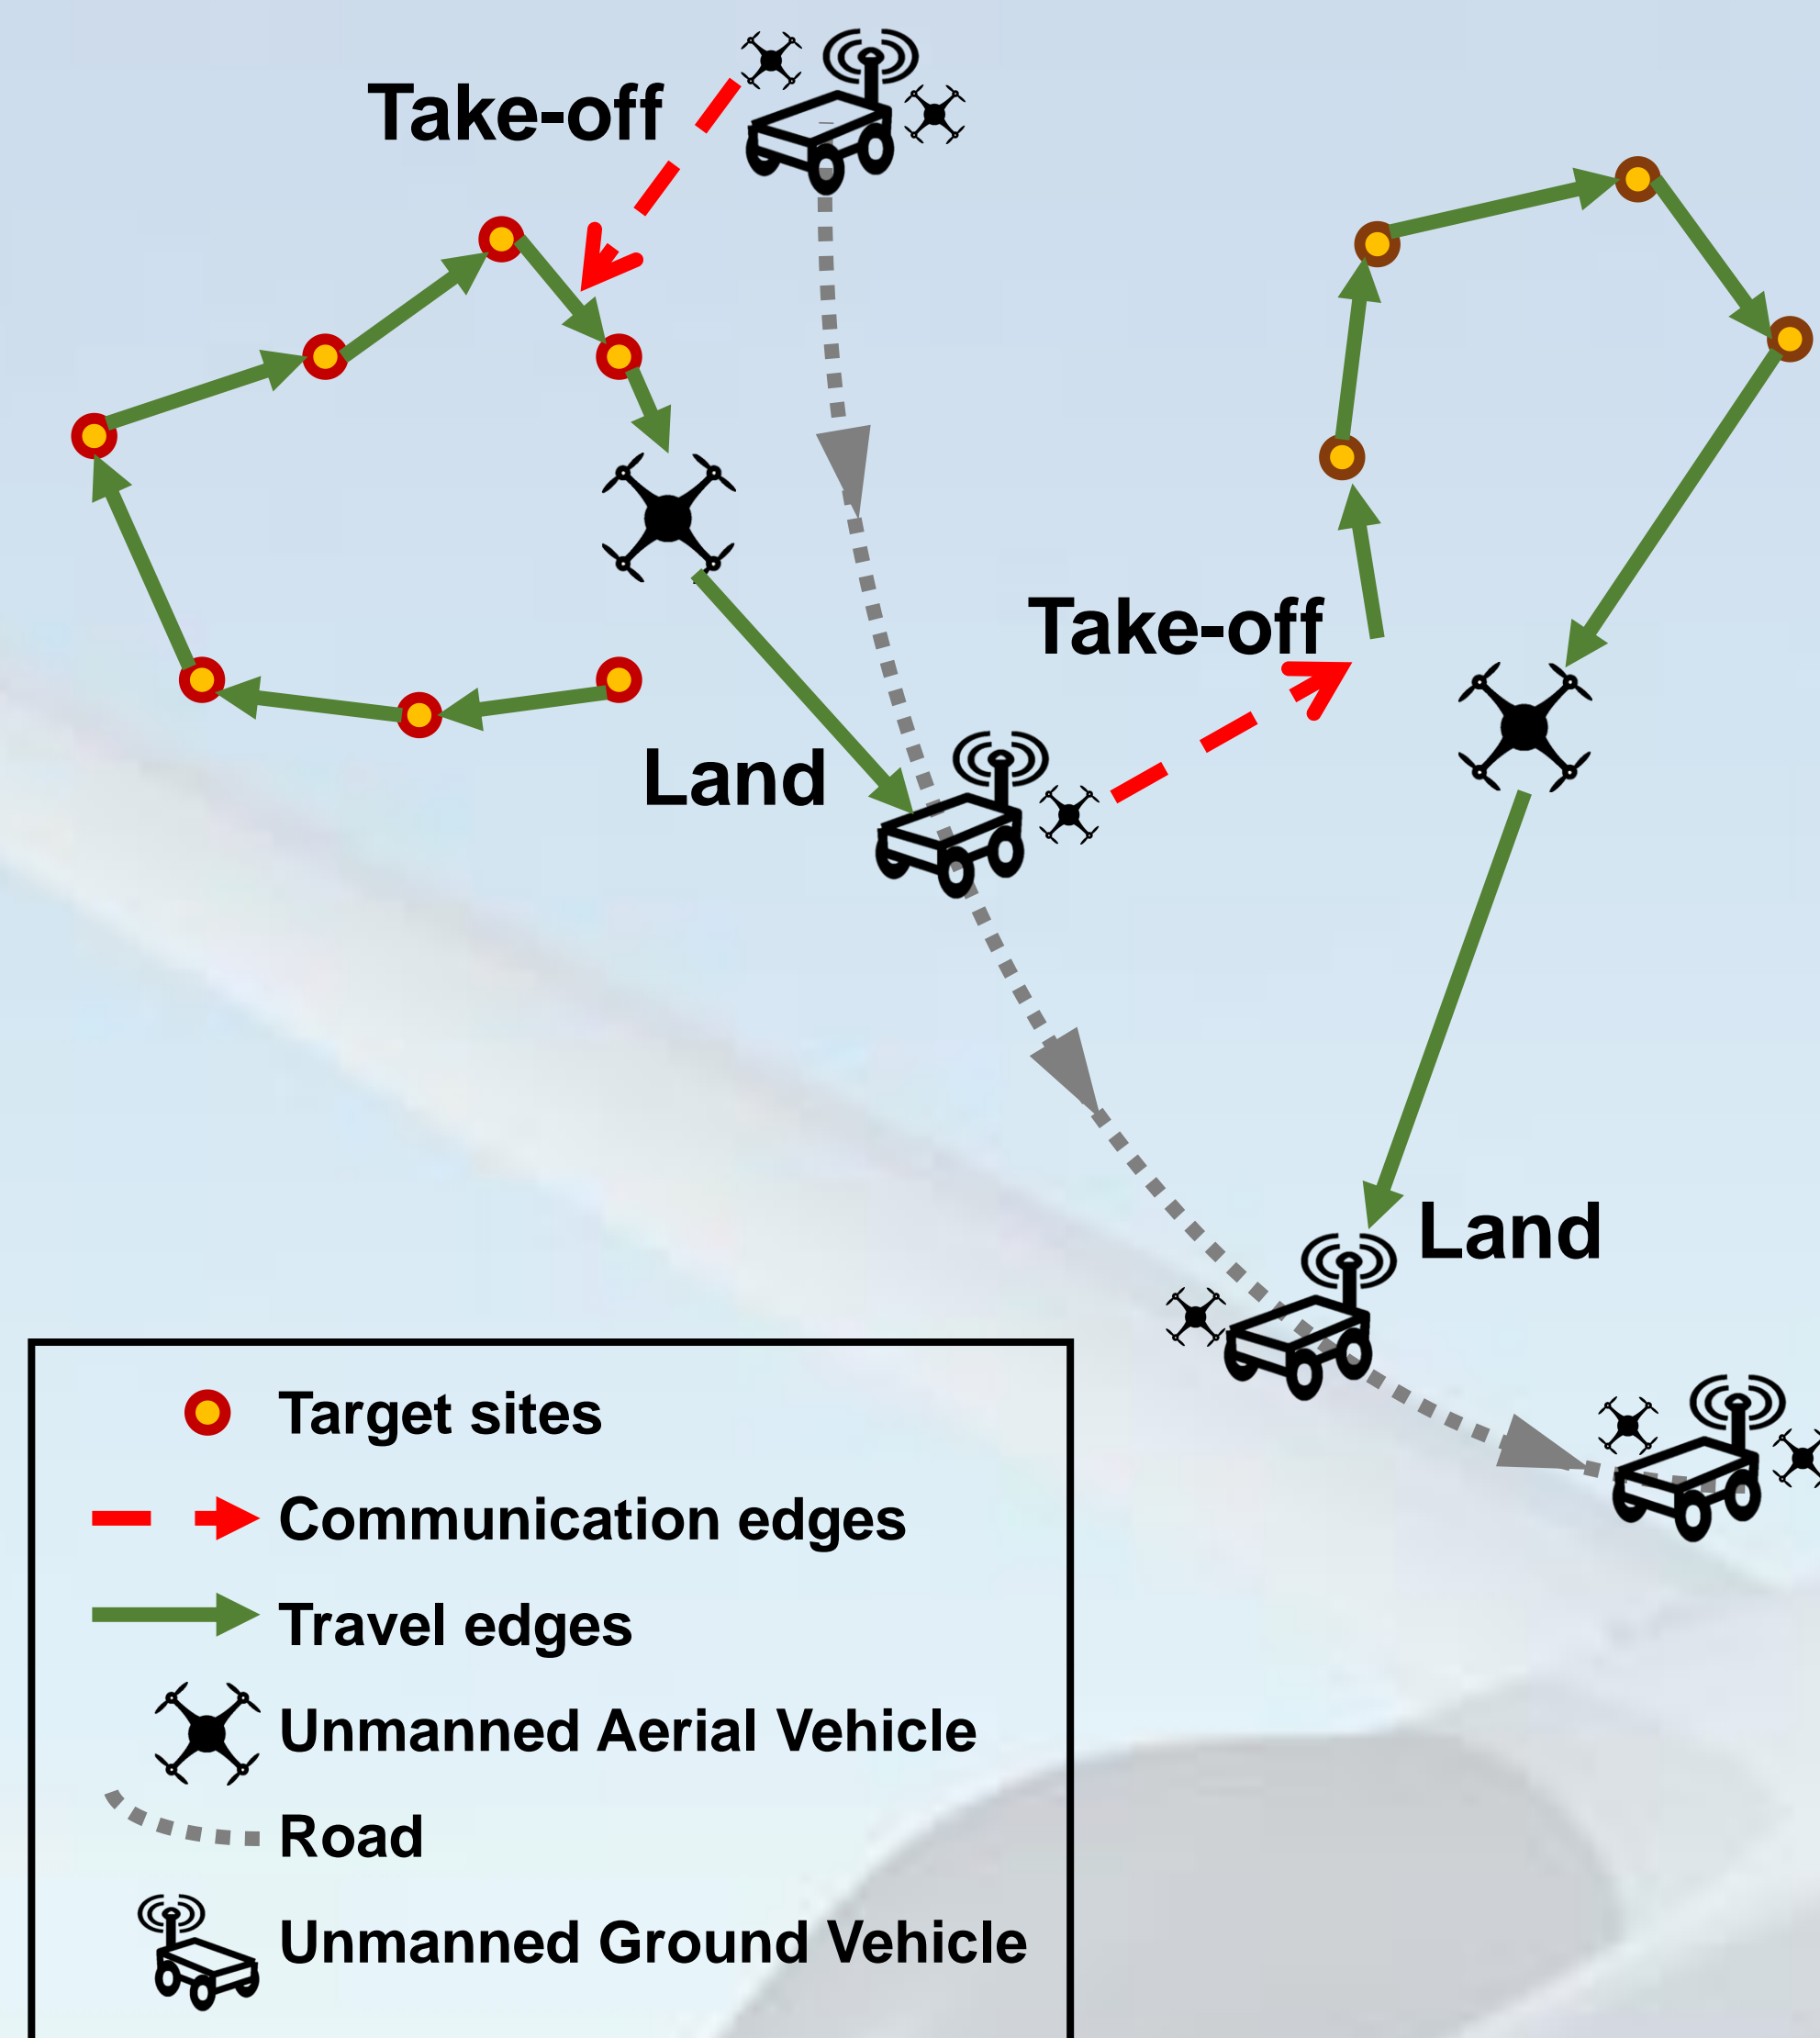 Take-off
Take-off
Land
Land
Target sites
Communication edges
Travel edges
Unmanned Aerial Vehicle
Road
Unmanned Ground Vehicle